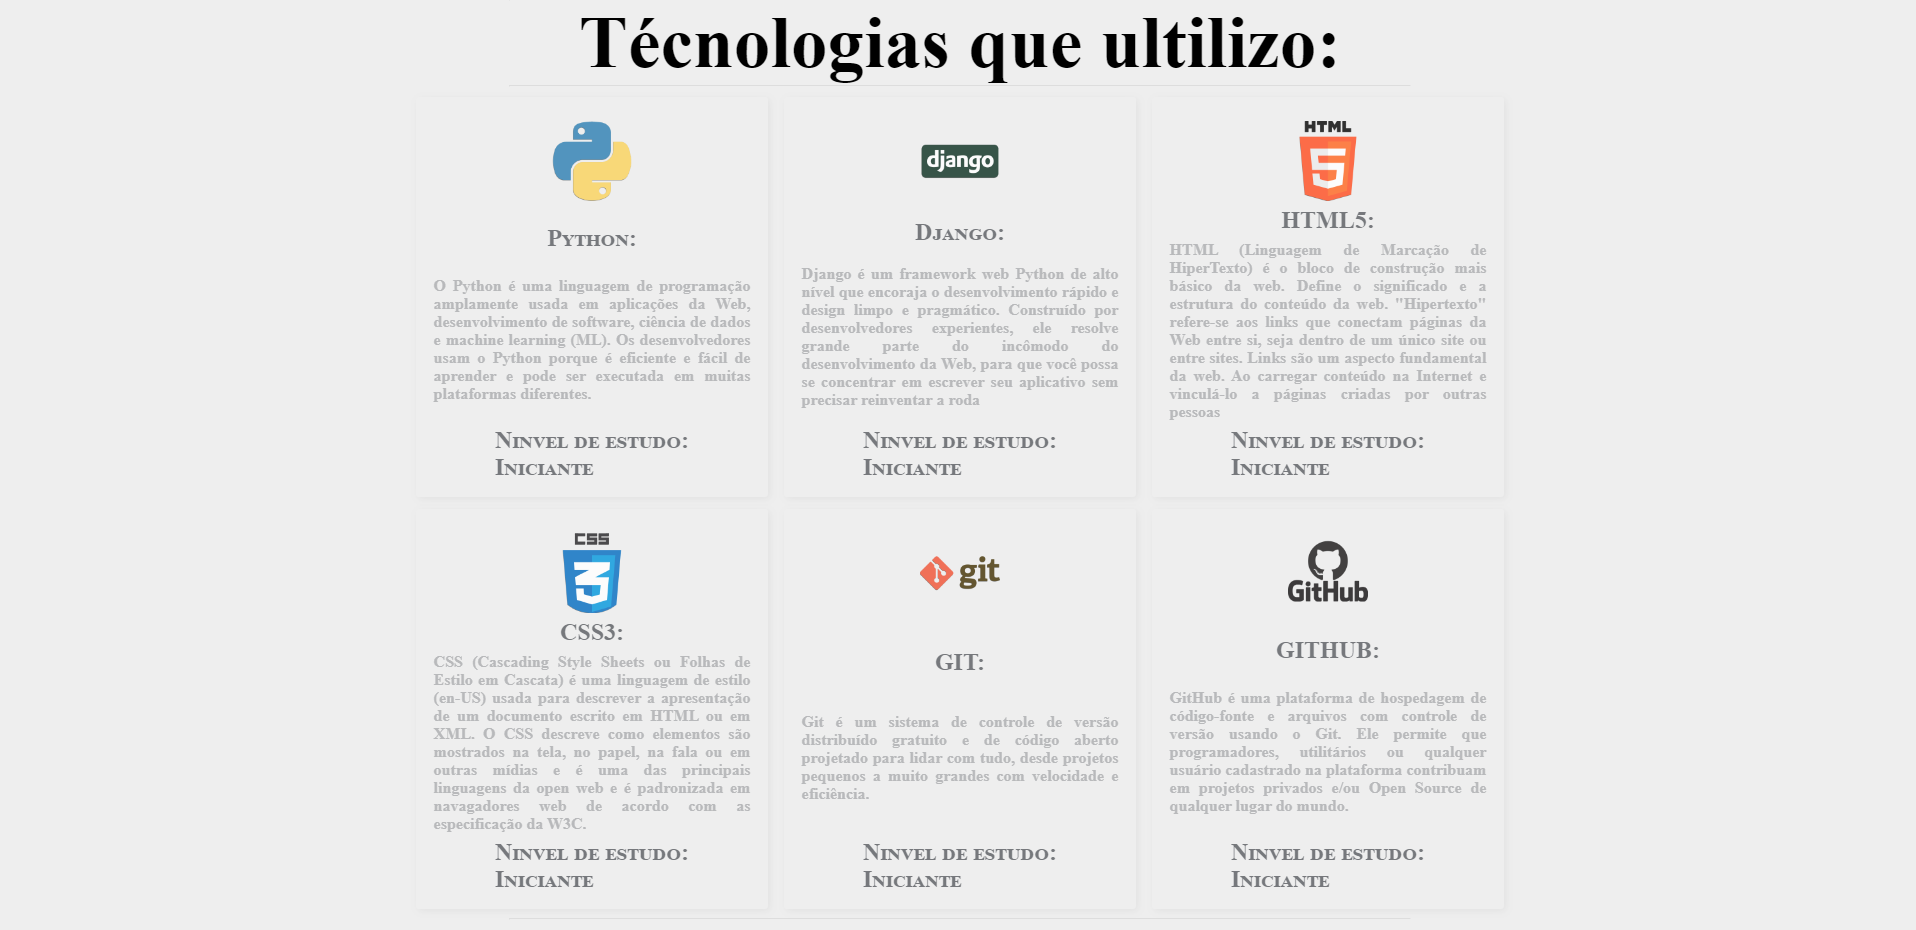 Técnologias que ultilizo:
Python:
O Python é uma linguagem de programação
amplamente usada em aplicações da Web,
desenvolvimento de software, ciência de dados
e machine learning (ML). Os desenvolvedores
usam o Python porque é eficiente e fácil de
aprender e pode ser executada em muitas
plataformas diferentes.
Ninvel de estudo:
Iniciante
django
Django:
Django é um framework web Python de alto
nível que encoraja o desenvolvimento rápido e
design limpo e pragmático. Construído por
desenvolvedores experientes, ele resolve
grande parte do incômodo do
desenvolvimento da Web, para que você possa
se concentrar em escrever seu aplicativo sem
precisar reinventar a roda
Ninvel de estudo:
Iniciante
HTML
5
HTML5:
HTML (Linguagem de Marcação de
HiperTexto) é o bloco de construção mais
básico da web. Define o significado e a
estrutura do conteúdo da web. "Hipertexto"
refere-se aos links que conectam páginas da
Web entre si, seja dentro de um único site ou
entre sites. Links são um aspecto fundamental
da web. Ao carregar conteúdo na Internet e
vinculá-lo a páginas criadas por outras
pessoas
Ninvel de estudo:
Iniciante
CSS
3
CSS3:
CSS (Cascading Style Sheets ou Folhas de
Estilo em Cascata) é uma linguagem de estilo
(en-US) usada para descrever a apresentação
de um documento escrito em HTML ou em
XML. O CSS descreve como elementos são
mostrados na tela, no papel, na fala ou em
outras mídias e é uma das principais
linguagens da open web e é padronizada em
navagadores web de acordo com as
especificação da W3C.
Ninvel de estudo:
Iniciante
git
GIT:
Git é um sistema de controle de versão
distribuído gratuito e de código aberto
projetado para lidar com tudo, desde projetos
pequenos a muito grandes com velocidade e
eficiência.
Ninvel de estudo:
Iniciante
GitHub
GITHUB:
GitHub é uma plataforma de hospedagem de
código-fonte e arquivos com controle de
versão usando o Git. Ele permite que
programadores, utilitários ou qualquer
usuário cadastrado na plataforma contribuam
em projetos privados e/ou Open Source de
qualquer lugar do mundo.
Ninvel de estudo:
Iniciante